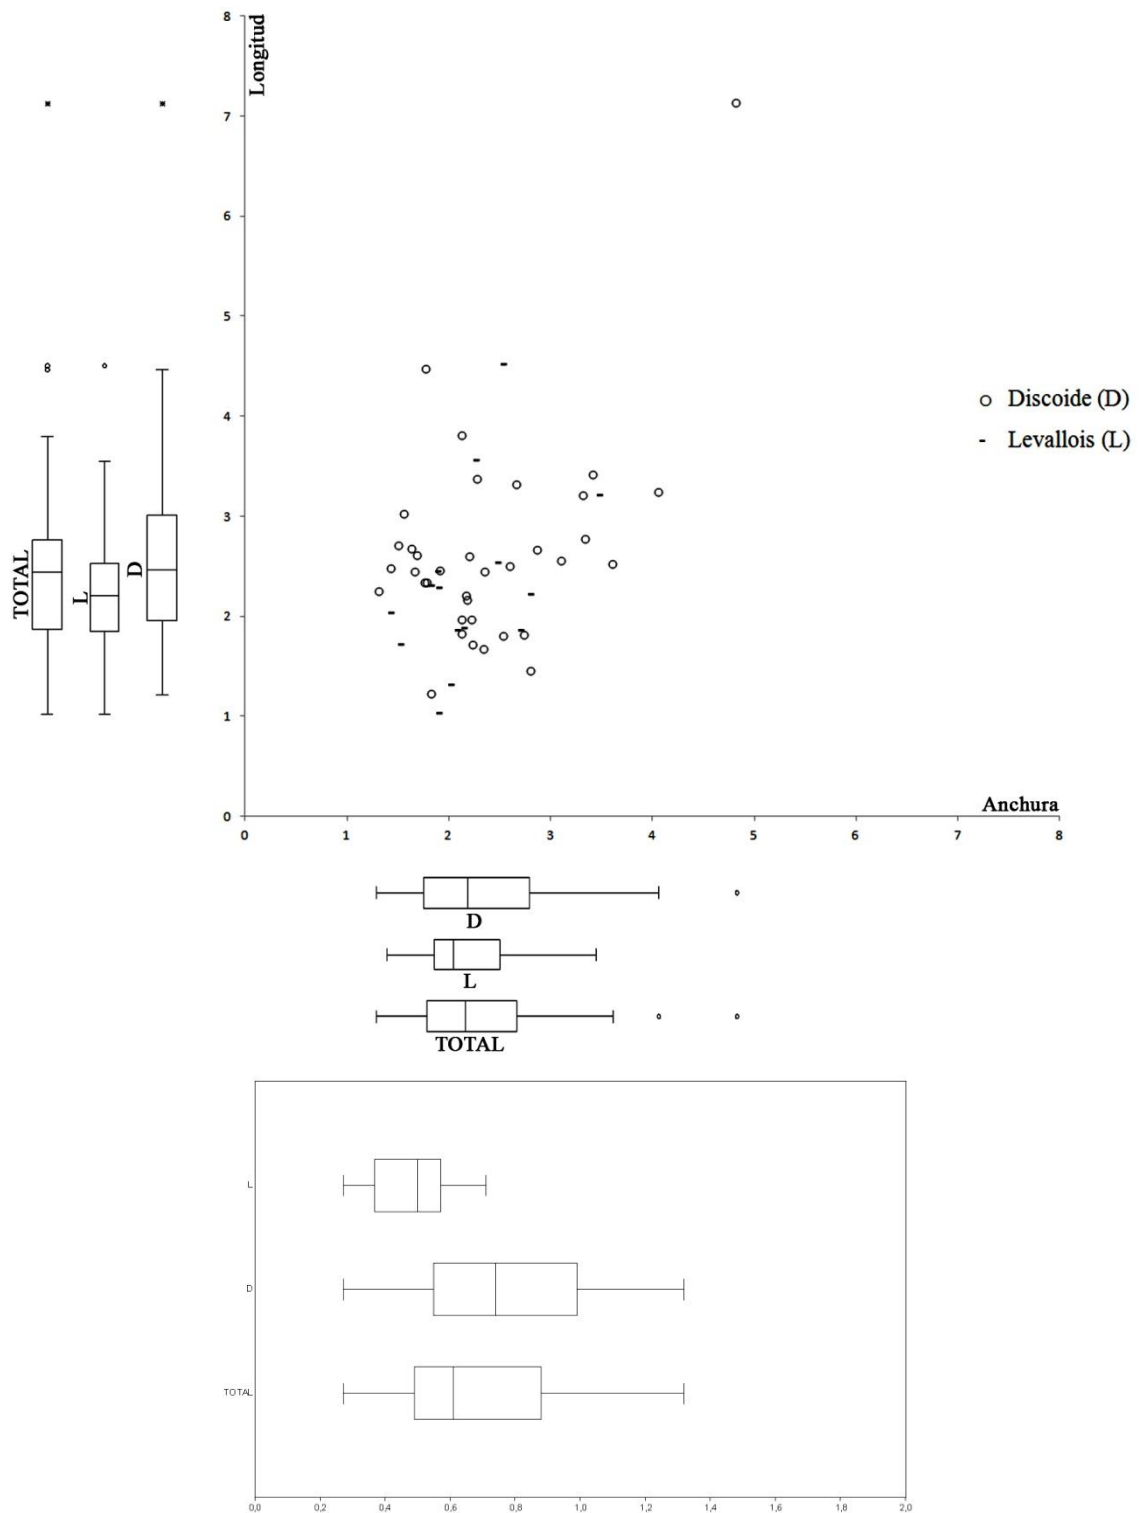 8
Longitud
7
6
5
4
3
2
1
0
Discoide (D)
Levallois (L)
TOTAL
L
D
Anchura
0 1 2 3 4 5 6 7 8
D
L
TOTAL
L
D
TOTAL
0,0 0,2 0,4 0,6 0,8 1,0 1,2 1,4 1,6 1,8 2,0